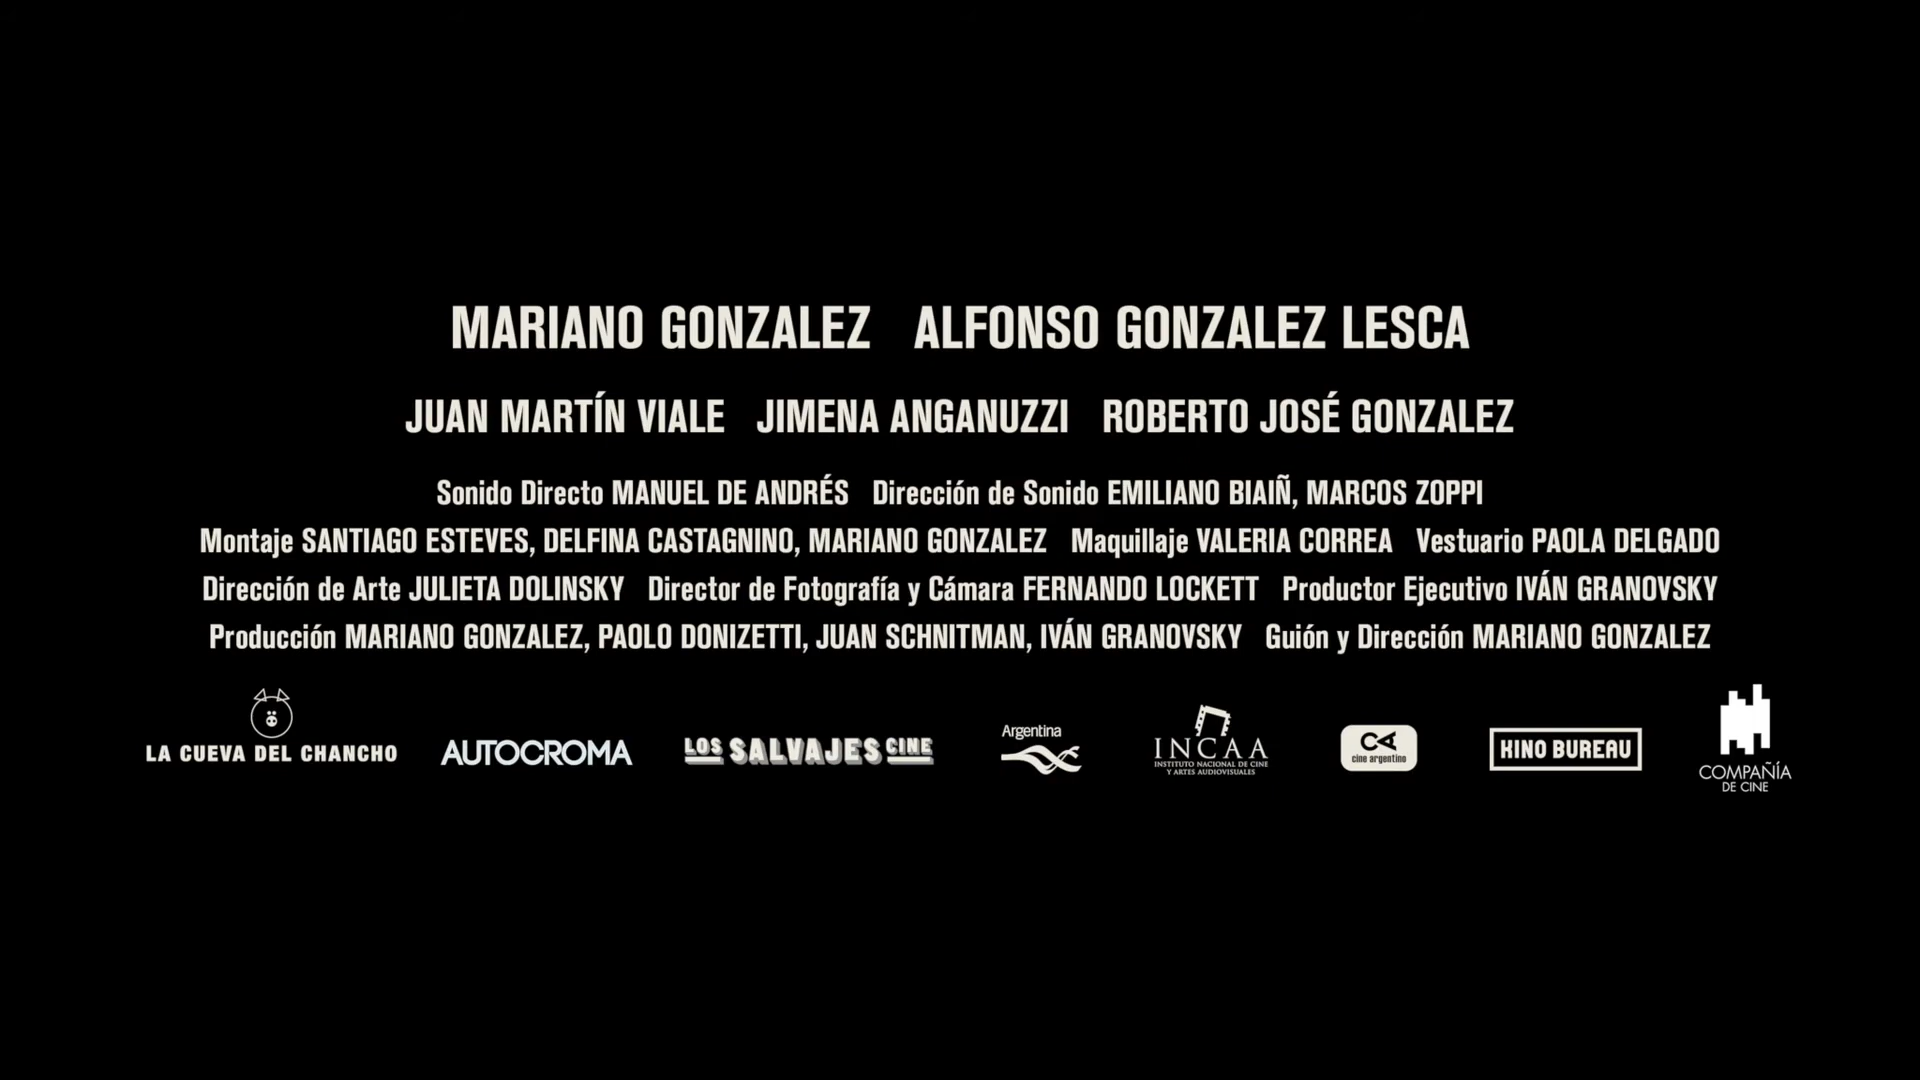 MARIANO GONZALEZ ALFONSO GONZALEZ LESCA
JUAN MARTÍN VIALE JIMENA ANGANUZZI ROBERTO JOSÉ GONZALEZ
Sonido Directo MANUEL DE ANDRÉS Dirección de Sonido EMILIANO BIAIÑ, MARCOS ZOPPI
Montaje SANTIAGO ESTEVES, DELFINA CASTAGNINO, MARIANO GONZALEZ Maquillaje VALERIA CORREA Vestuario PAOLA DELGADO
Dirección de Arte JULIETA DOLINSKY Director de Fotografía y Cámara FERNANDO LOCKETT Productor Ejecutivo IVÁN GRANOVSKY
Producción MARIANO GONZALEZ, PAOLO DONIZETTI, JUAN SCHNITMAN, IVÁN GRANOVSKY Guión y Dirección MARIANO GONZALEZ
LA CUEVA DEL CHANCHO
AUTOCROMA
LOS SALVAJES CINE
Argentina
INCAA
INSTITUTO NACIONAL DE CINE
Y ARTES AUDIOVISUALES
CA
cine argentino
KINO BUREAU
COMPAÑÍA
DE CINE